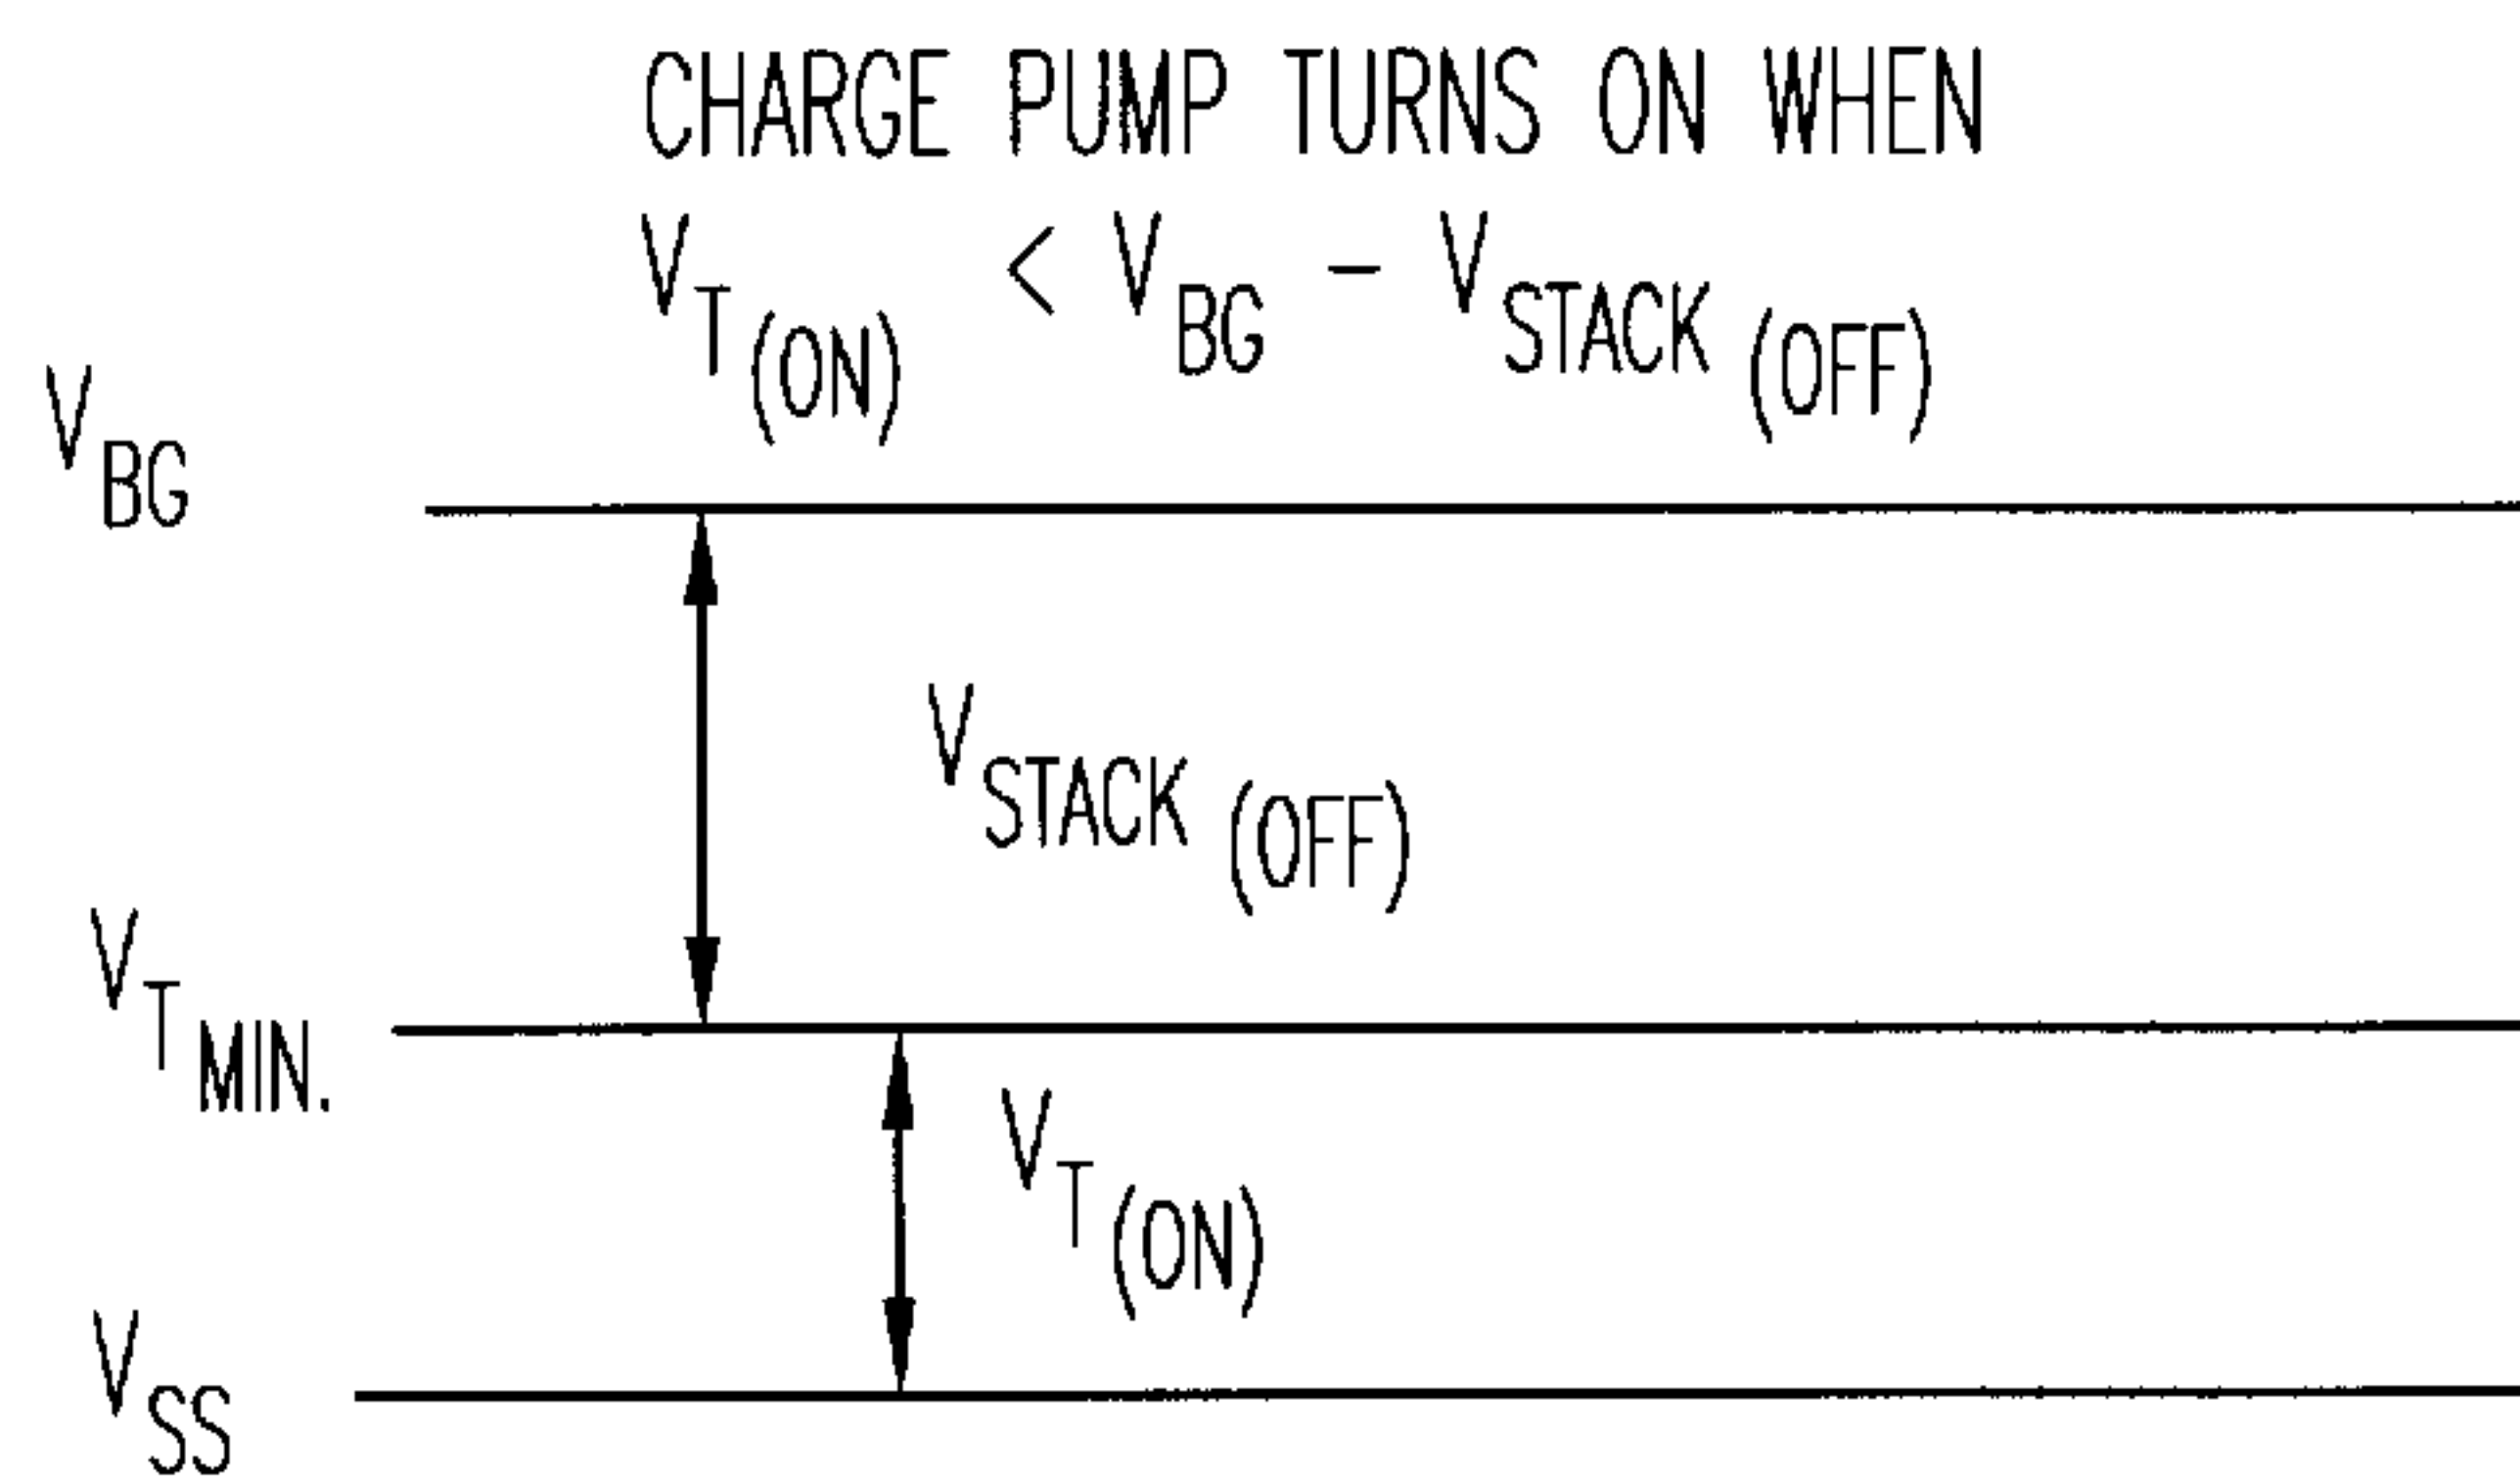 CHARGE PUMP TURNS ON WHEN
VT(ON) < VBG - VSTACK (OFF)
VBG
VSTACK (OFF)
VTMIN.
VT(ON)
VSS